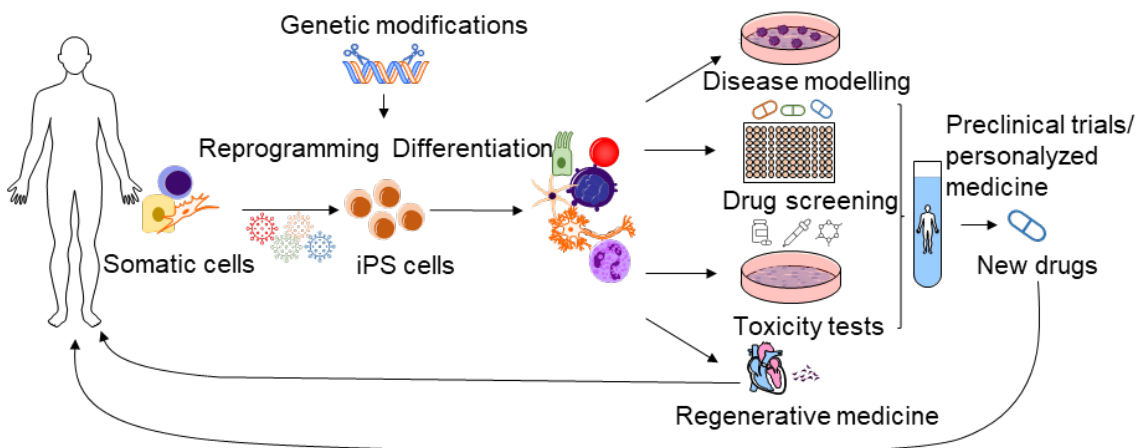 Genetic modifications
Disease modelling
Reprogramming
Differentiation
Preclinical trials/
personalyzed
medicine
Drug screening
Somatic cells
iPS cells
New drugs
Toxicity tests
Regenerative medicine